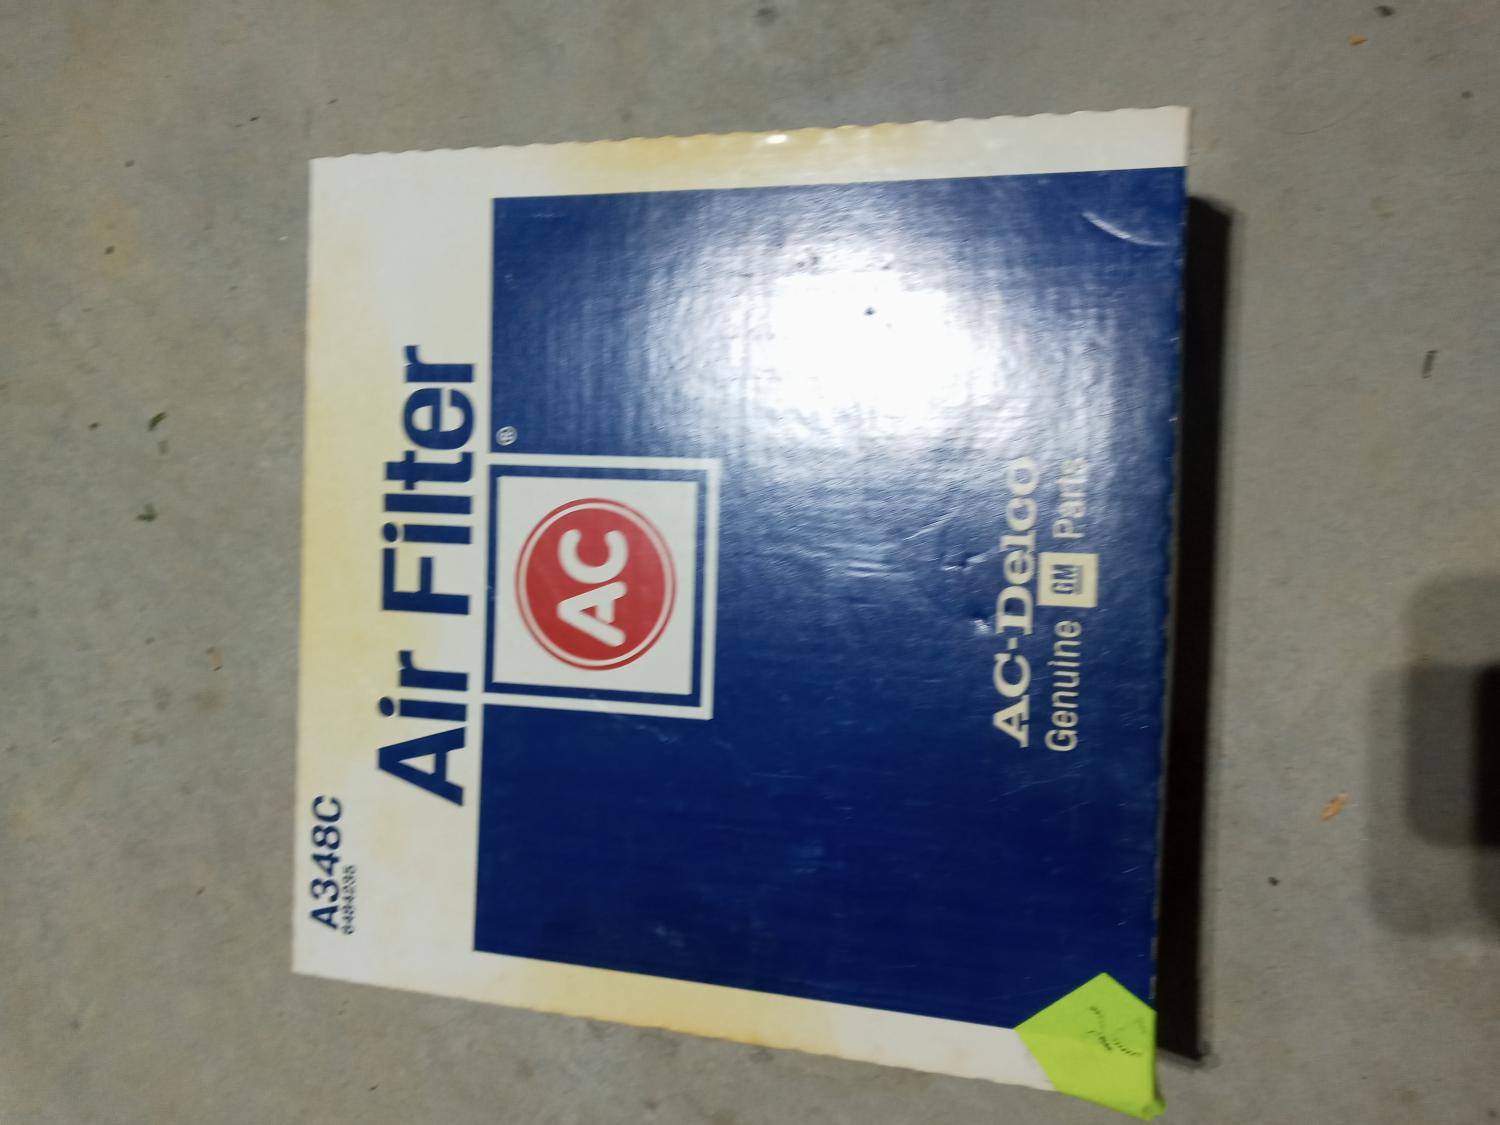 A348C
6484235
Air Filter
®
AC
AC-Delco
Genuine GM Parts